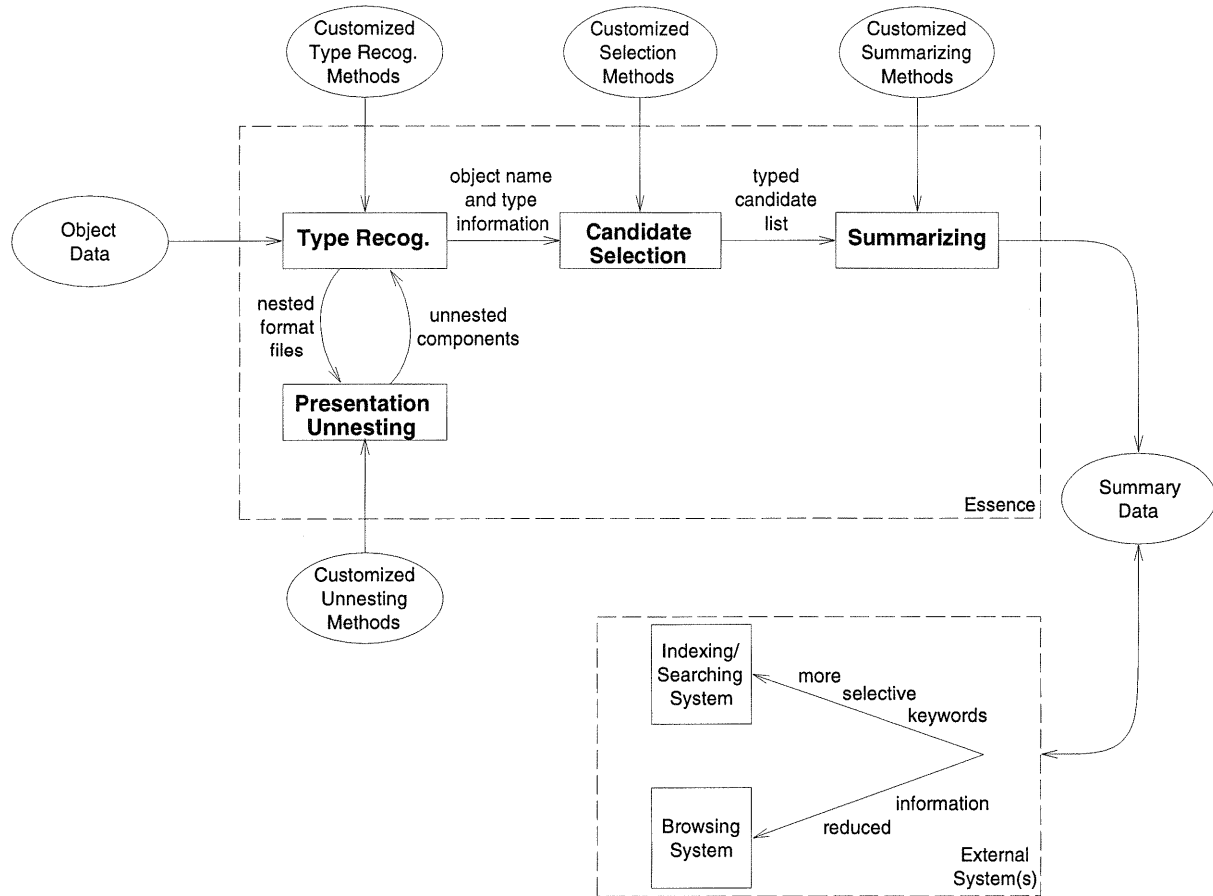 Customized
Type Recog.
Methods
Customized
Selection
Methods
Customized
Summarizing
Methods
object name
and type
information
typed
candidate
list
Object
Data
Type Recog.
Candidate
Selection
Summarizing
nested
format
files
unnested
components
Presentation
Unnesting
Essence
Summary
Data
Customized
Unnesting
Methods
Indexing/
Searching
System
more
selective
keywords
information
reduced
Browsing
System
External
System(s)